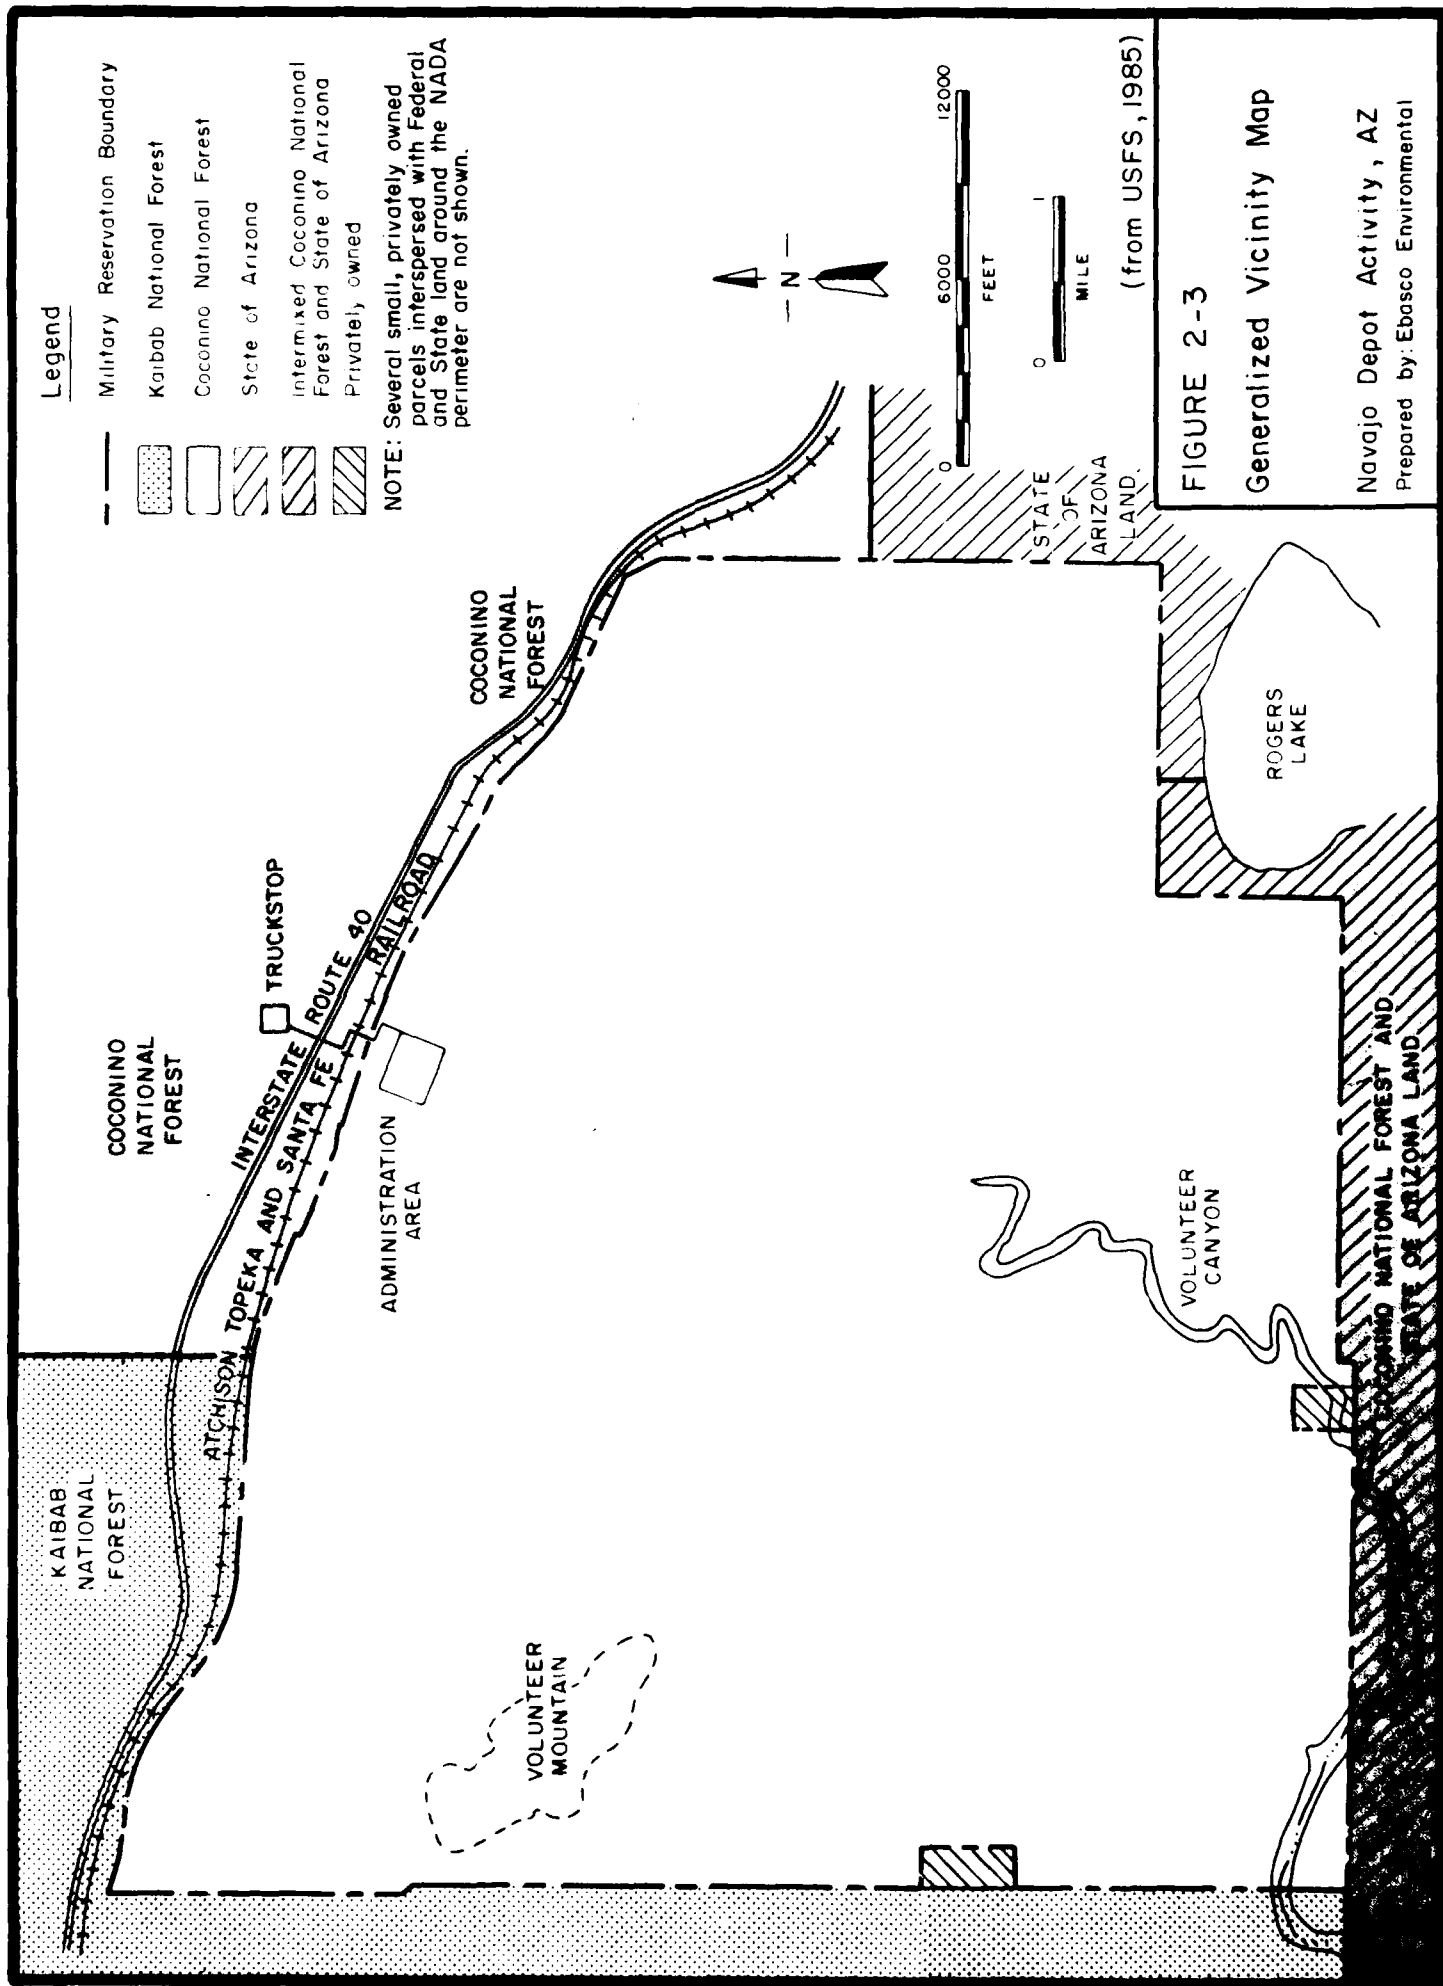 KAIBAB
NATIONAL
FOREST
COCONINO
NATIONAL
FOREST
TRUCKSTOP
INTERSTATE ROUTE 40
ATCHISON TOPEKA AND SANTA FE RAILROAD
COCONINO
NATIONAL
FOREST
ADMINISTRATION
AREA
VOLUNTEER
MOUNTAIN
VOLUNTEER
CANYON
ROGERS
LAKE
STATE
OF
ARIZONA
LAND
COCONINO NATIONAL FOREST AND
STATE OF ARIZONA LAND
Legend
Military Reservation Boundary
Kaibab National Forest
Coconino National Forest
State of Arizona
Intermixed Coconino National
Forest and State of Arizona
Privately owned
NOTE: Several small, privately owned
parcels interspersed with Federal
and State land around the NADA
perimeter are not shown.
N
0 6000 12000
FEET
0 1
MILE
(from USFS, 1985)
FIGURE 2-3
Generalized Vicinity Map
Navajo Depot Activity, AZ
Prepared by: Ebasco Environmental